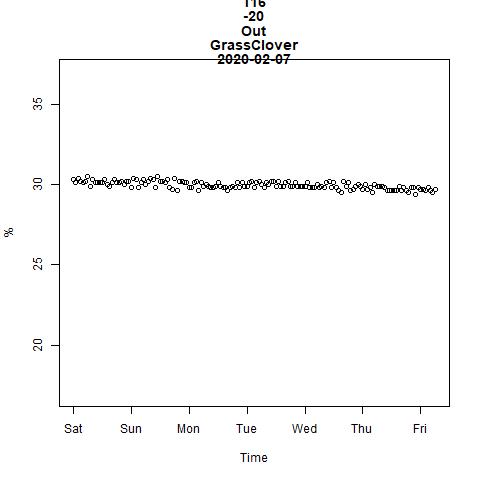 T16
-20
Out
GrassClover
2020-02-07
35
30
25
20
%
Sat Sun Mon Tue Wed Thu Fri
Time